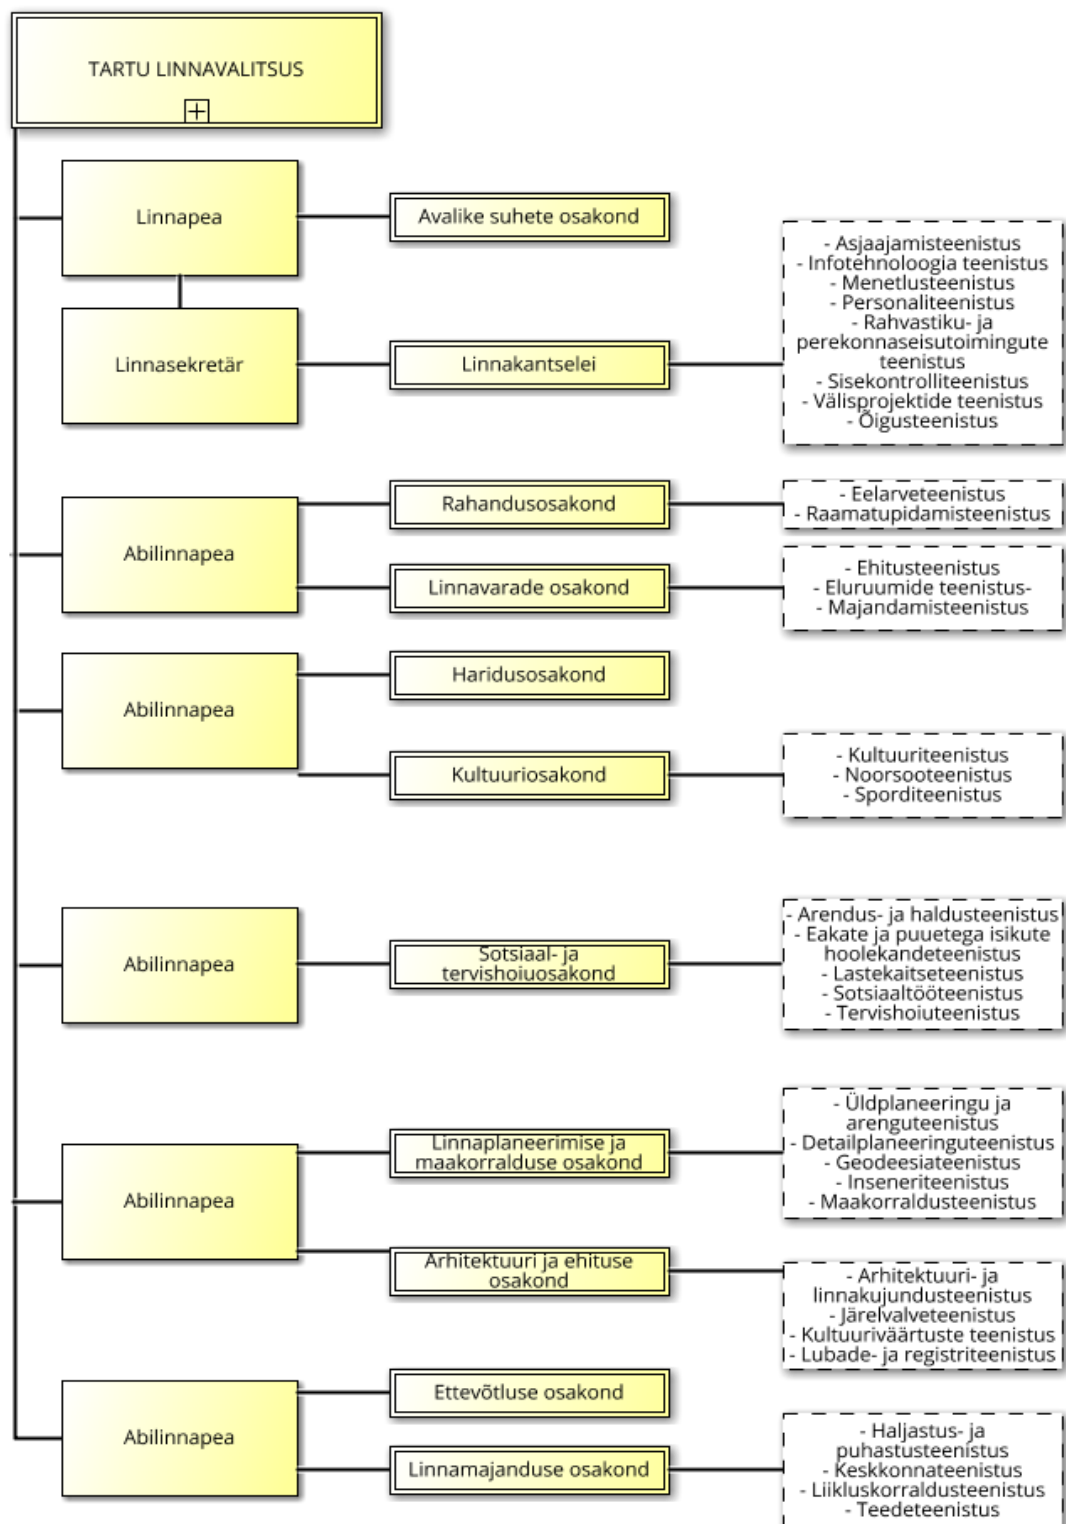 TARTU LINNAVALITSUS
Linnapea
Avalike suhete osakond
Linnasekretär
Linnakantselei
- Asjaajamisteenistus
- Infotehnoloogia teenistus
- Menetlusteenistus
- Personaliteenistus
- Rahvastiku- ja
perekonnaseisutoimingute
teenistus
- Sisekontrolliteenistus
- Välisprojektide teenistus
- Õigusteenistus
Abilinnapea
Rahandusosakond
- Eelarveteenistus
- Raamatupidamisteenistus
Linnavarade osakond
- Ehitusteenistus
- Eluruumide teenistus-
- Majandamisteenistus
Abilinnapea
Haridusosakond
Kultuuriosakond
- Kultuuriteenistus
- Noorsooteenistus
- Sporditeenistus
Abilinnapea
Sotsiaal- ja
tervishoiuosakond
- Arendus- ja haldusteenistus
- Eakate ja puuetega isikute
hoolekandeteenistus
- Lastekaitseteenistus
- Sotsiaaltööteenistus
- Tervishoiuteenistus
Abilinnapea
Linnaplaneerimise ja
maakorralduse osakond
- Üldplaneeringu ja
arenguteenistus
- Detailplaneeringuteenistus
- Geodeesiateenistus
- Inseneriteenistus
- Maakorraldusteenistus
Arhitektuuri ja ehituse
osakond
- Arhitektuuri- ja
linnakujundusteenistus
- Järelvalveteenistus
- Kultuuriväärtuste teenistus
- Lubade- ja registriteenistus
Abilinnapea
Ettevõtluse osakond
Linnamajanduse osakond
- Haljastus- ja
puhastusteenistus
- Keskkonnateenistus
- Liikluskorraldusteenistus
- Teedeteenistus